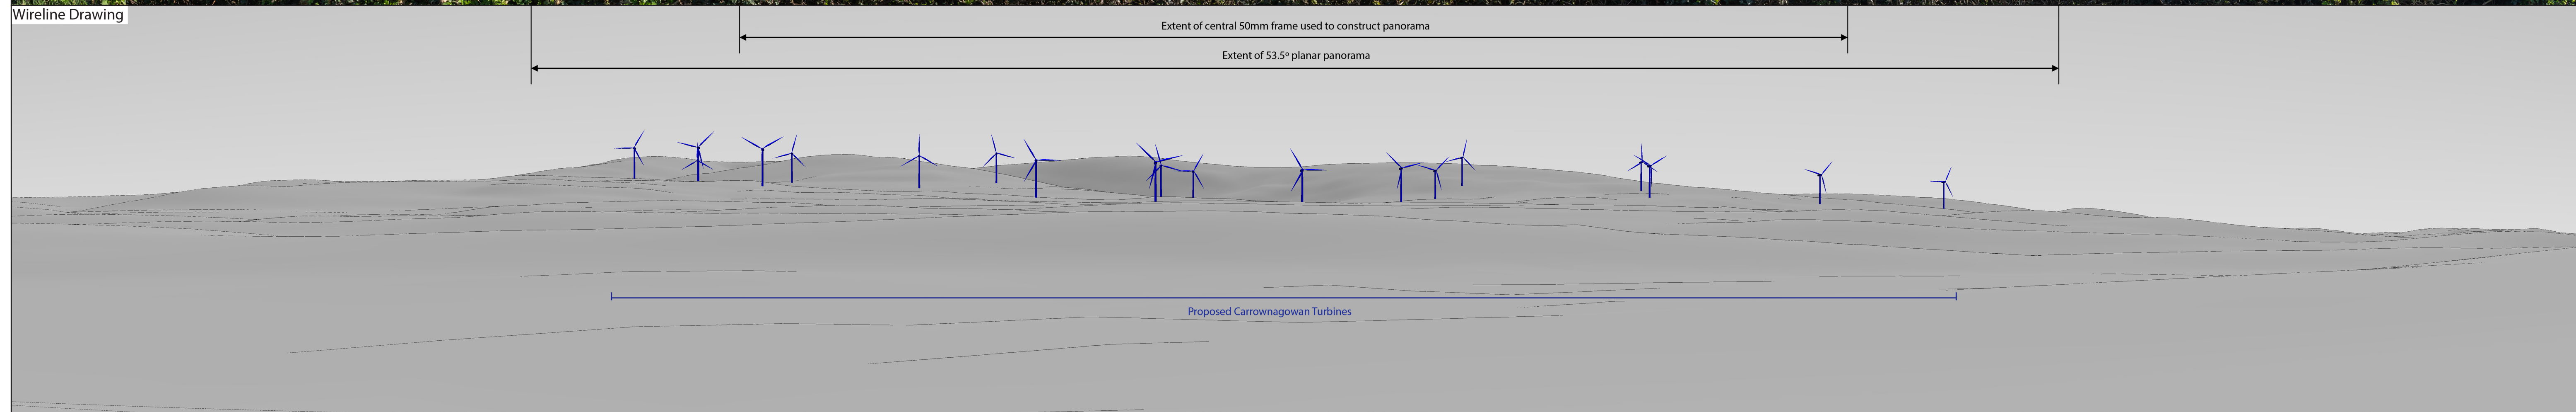 Wireline Drawing
Extent of central 50mm frame used to construct panorama
Extent of 53.5º planar panorama
Proposed Carrownagowan Turbines